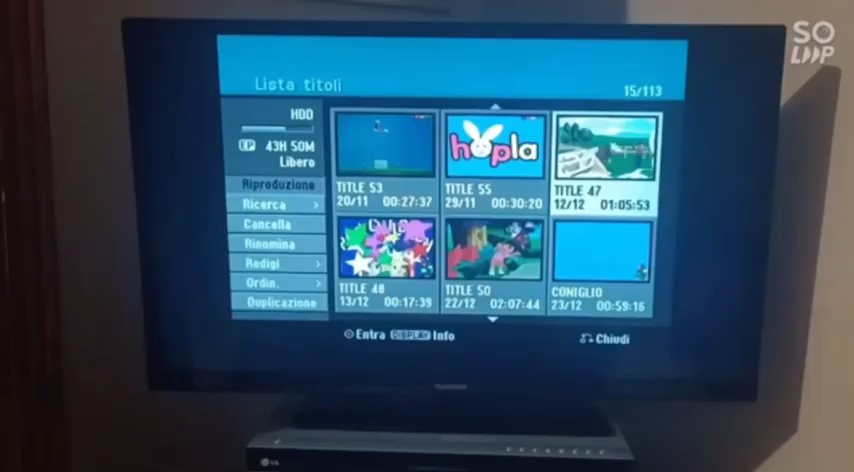 SO
LOOP
Lista titoli
15/113
HDD
EP 43H 50M
Libero
Riproduzione
Ricerca >
Cancella
Rinomina
Redigi >
Ordin. >
Duplicazione
TITLE 53
20/11 00:27:37
hopla
TITLE 55
29/11 00:30:20
TITLE 47
12/12 01:05:53
TITLE 48
13/12 00:17:39
TITLE 50
22/12 02:07:44
CONIGLIO
23/12 00:59:16
Entra DISPLAY Info
Chiudi
LG